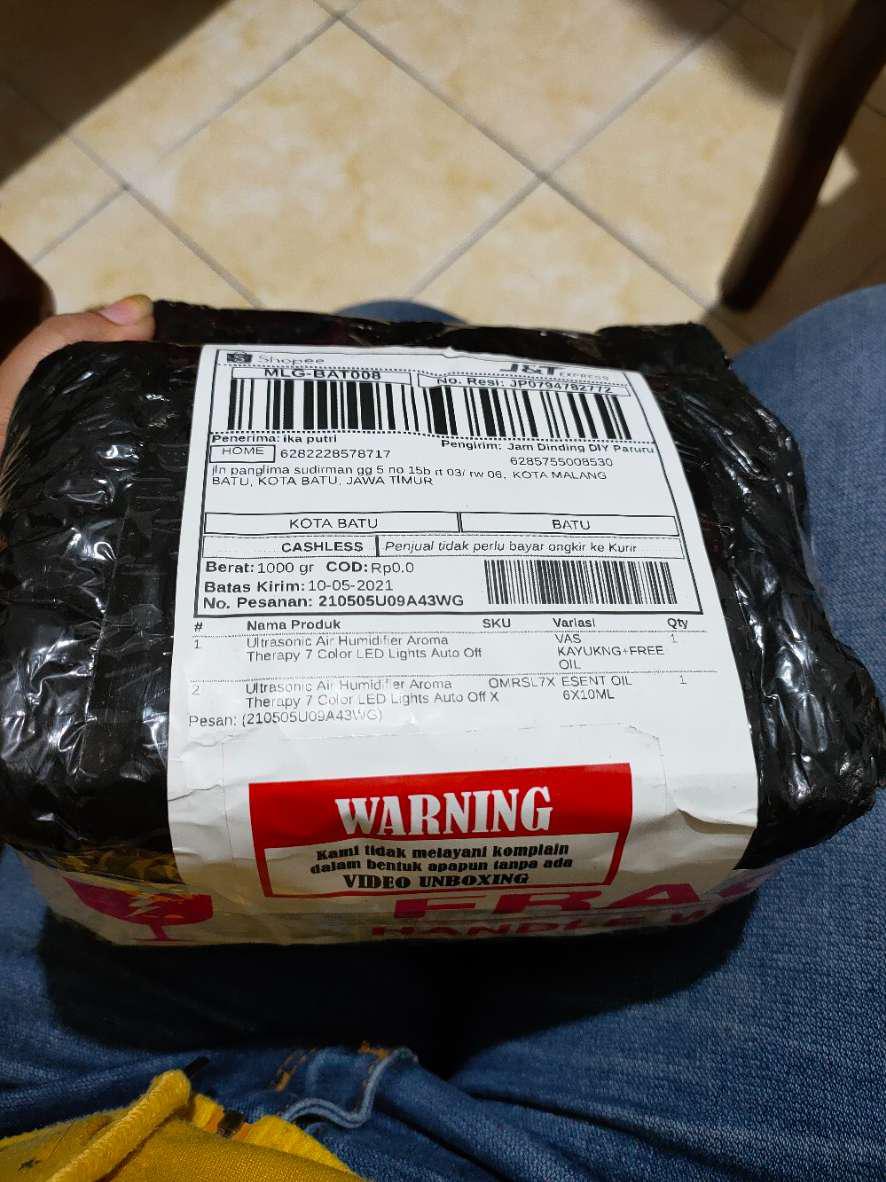 Shopee
J&T EXPRESS
MLG-BAT008
No. Resi: JP0794782772
Penerima: ika putri
Pengirim: Jam Dinding DIY Paruru
HOME 6282228578717
6285755008530
jln panglima sudirman gg 5 no 15b rt 03/ rw 06, KOTA MALANG
BATU, KOTA BATU, JAWA TIMUR
KOTA BATU BATU
CASHLESS Penjual tidak perlu bayar ongkir ke Kurir
Berat: 1000 gr COD: Rp0.0
Batas Kirim: 10-05-2021
No. Pesanan: 210505U09A43WG
# Nama Produk SKU Variasi Qty
1 Ultrasonic Air Humidifier Aroma VAS 1
Therapy 7 Color LED Lights Auto Off KAYUKNG+FREE
OIL
2 Ultrasonic Air Humidifier Aroma OMRSL7X ESENT OIL 1
Therapy 7 Color LED Lights Auto Off X 6X10ML
Pesan: (210505U09A43WG)
WARNING
Kami tidak melayani komplain
dalam bentuk apapun tanpa ada
VIDEO UNBOXING